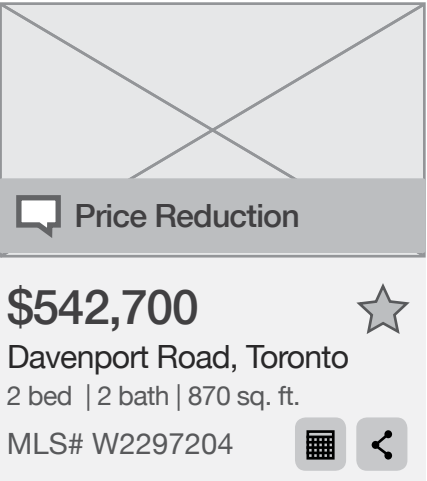 Price Reduction
$542,700
Davenport Road, Toronto
2 bed | 2 bath | 870 sq. ft.
MLS# W2297204